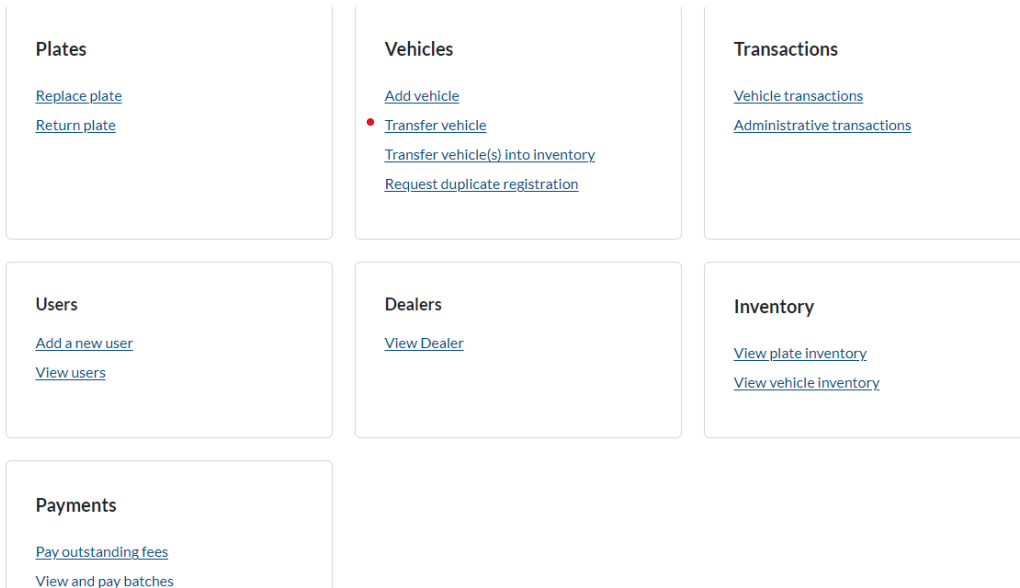 Plates
Replace plate
Return plate
Vehicles
Add vehicle
Transfer vehicle
Transfer vehicle(s) into inventory
Request duplicate registration
Transactions
Vehicle transactions
Administrative transactions
Users
Add a new user
View users
Dealers
View Dealer
Inventory
View plate inventory
View vehicle inventory
Payments
Pay outstanding fees
View and pay batches